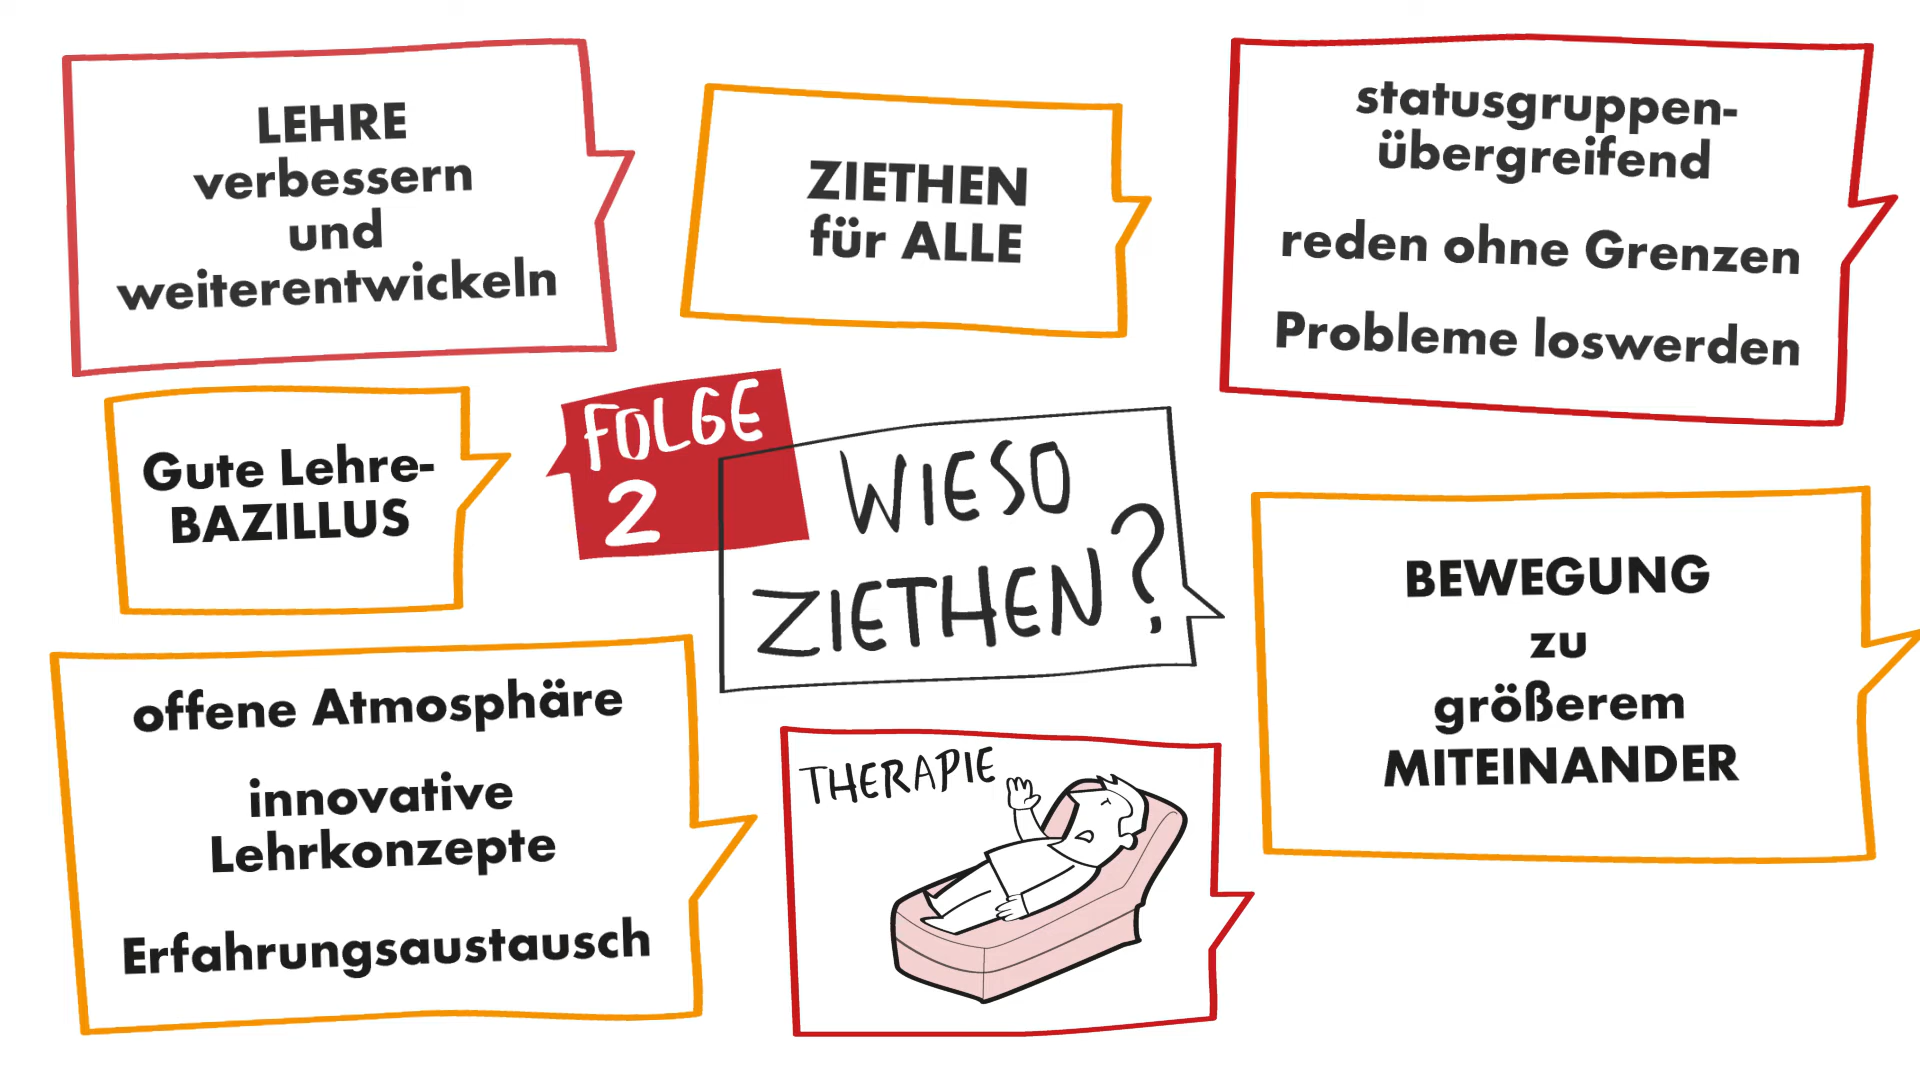 LEHRE
verbessern
und
weiterentwickeln
ZIETHEN
für ALLE
statusgruppen-
übergreifend
reden ohne Grenzen
Probleme loswerden
Gute Lehre-
BAZILLUS
FOLGE
2
WIESO
ZIETHEN?
BEWEGUNG
zu
größerem
MITEINANDER
offene Atmosphäre
innovative
Lehrkonzepte
Erfahrungsaustausch
THERAPIE